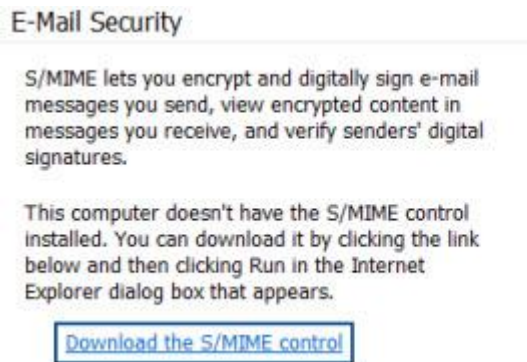 E-Mail Security
S/MIME lets you encrypt and digitally sign e-mail
messages you send, view encrypted content in
messages you receive, and verify senders' digital
signatures.
This computer doesn't have the S/MIME control
installed. You can download it by clicking the link
below and then clicking Run in the Internet
Explorer dialog box that appears.
Download the S/MIME control